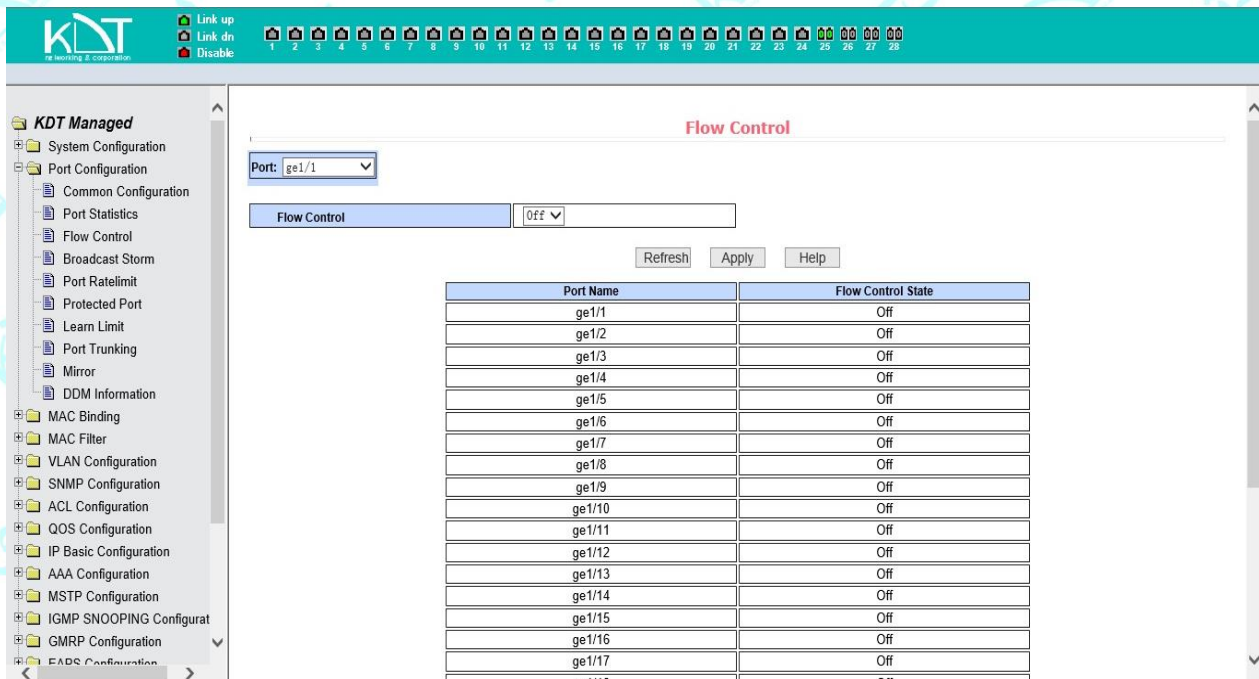 KDT
Link up
Link dn
Disable
1 2 3 4 5 6 7 8 9 10 11 12 13 14 15 16 17 18 19 20 21 22 23 24 25 26 27 28
KDT Managed
System Configuration
Port Configuration
Common Configuration
Port Statistics
Flow Control
Broadcast Storm
Port Ratelimit
Protected Port
Learn Limit
Port Trunking
Mirror
DDM Information
MAC Binding
MAC Filter
VLAN Configuration
SNMP Configuration
ACL Configuration
QOS Configuration
IP Basic Configuration
AAA Configuration
MSTP Configuration
IGMP SNOOPING Configurat
GMRP Configuration
EAPS Configuration
Flow Control
Port: ge1/1
Flow Control Off
Refresh Apply Help
Port Name Flow Control State
ge1/1 Off
ge1/2 Off
ge1/3 Off
ge1/4 Off
ge1/5 Off
ge1/6 Off
ge1/7 Off
ge1/8 Off
ge1/9 Off
ge1/10 Off
ge1/11 Off
ge1/12 Off
ge1/13 Off
ge1/14 Off
ge1/15 Off
ge1/16 Off
ge1/17 Off